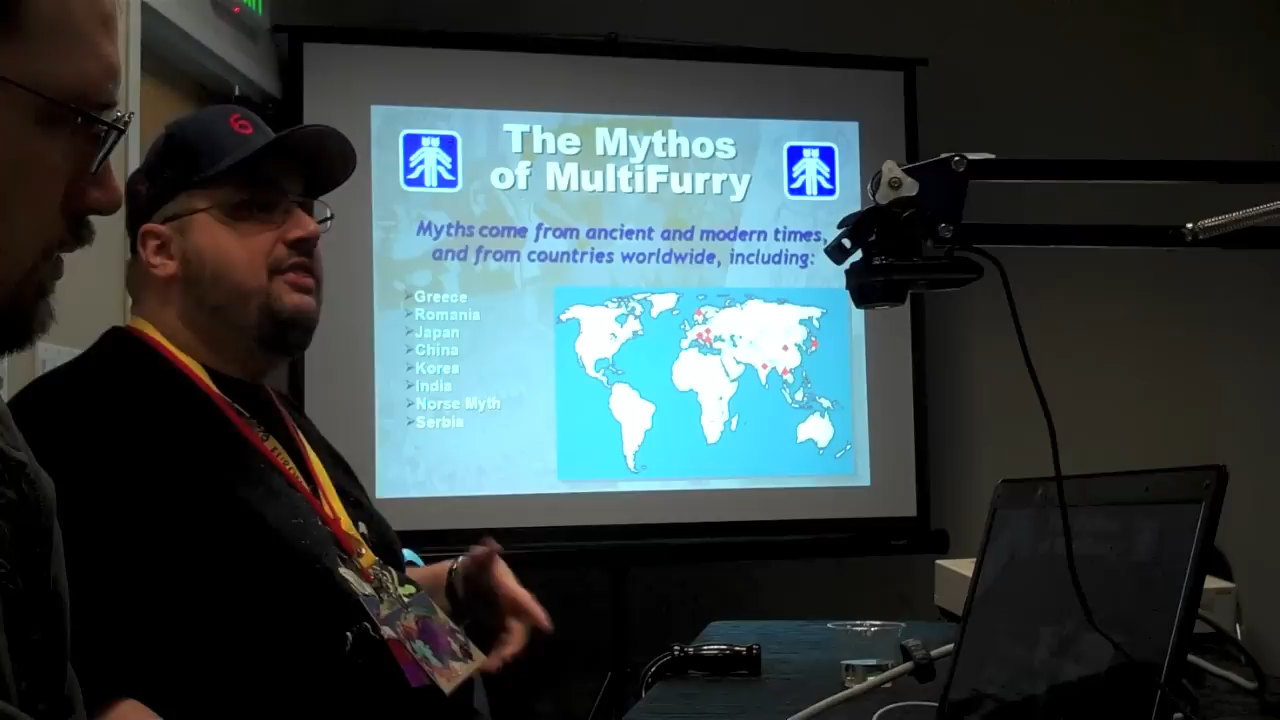 6
The Mythos
of MultiFurry
Myths come from ancient and modern times,
and from countries worldwide, including:
Greece
Romania
Japan
China
Korea
India
Norse Myth
Serbia